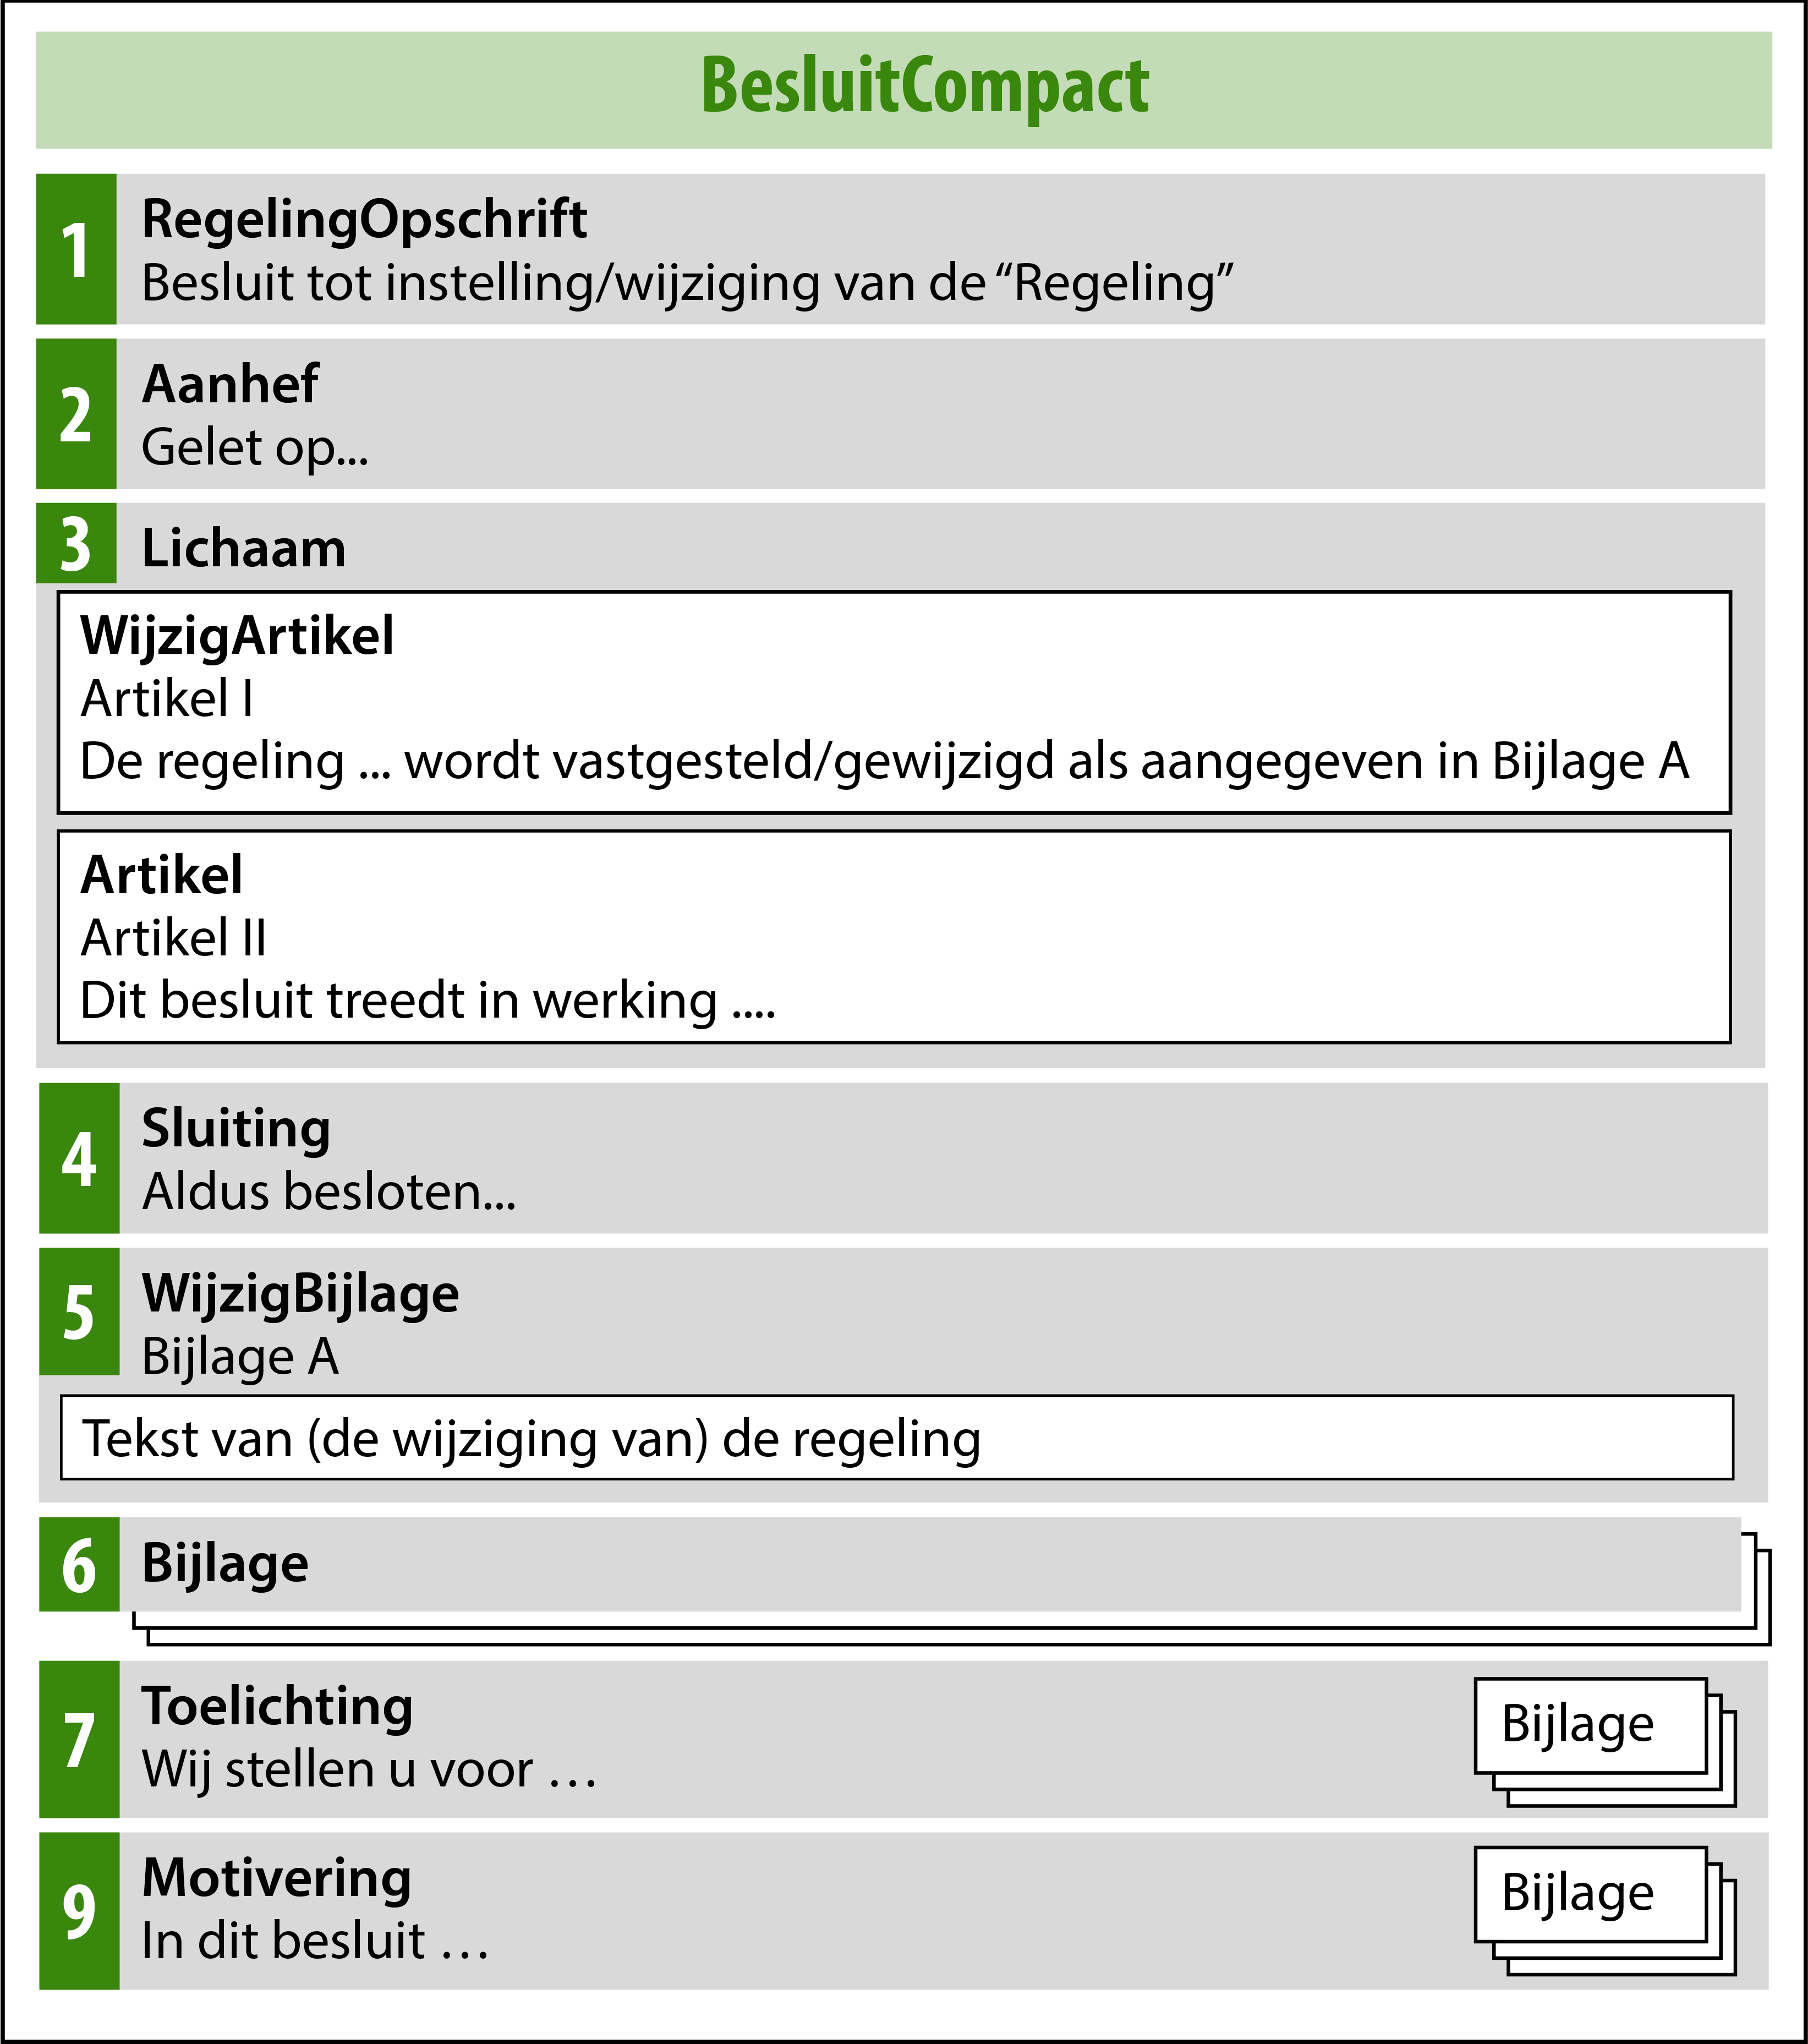 BesluitCompact
1
RegelingOpschrift
Besluit tot instelling/wijziging van de “Regeling”
2
Aanhef
Gelet op...
3
Lichaam
WijzigArtikel
Artikel I
De regeling ... wordt vastgesteld/gewijzigd als aangegeven in Bijlage A
Artikel
Artikel II
Dit besluit treedt in werking ....
4
Sluiting
Aldus besloten...
5
WijzigBijlage
Bijlage A
Tekst van (de wijziging van) de regeling
6
Bijlage
7
Toelichting
Wij stellen u voor …
Bijlage
9
Motivering
In dit besluit …
Bijlage